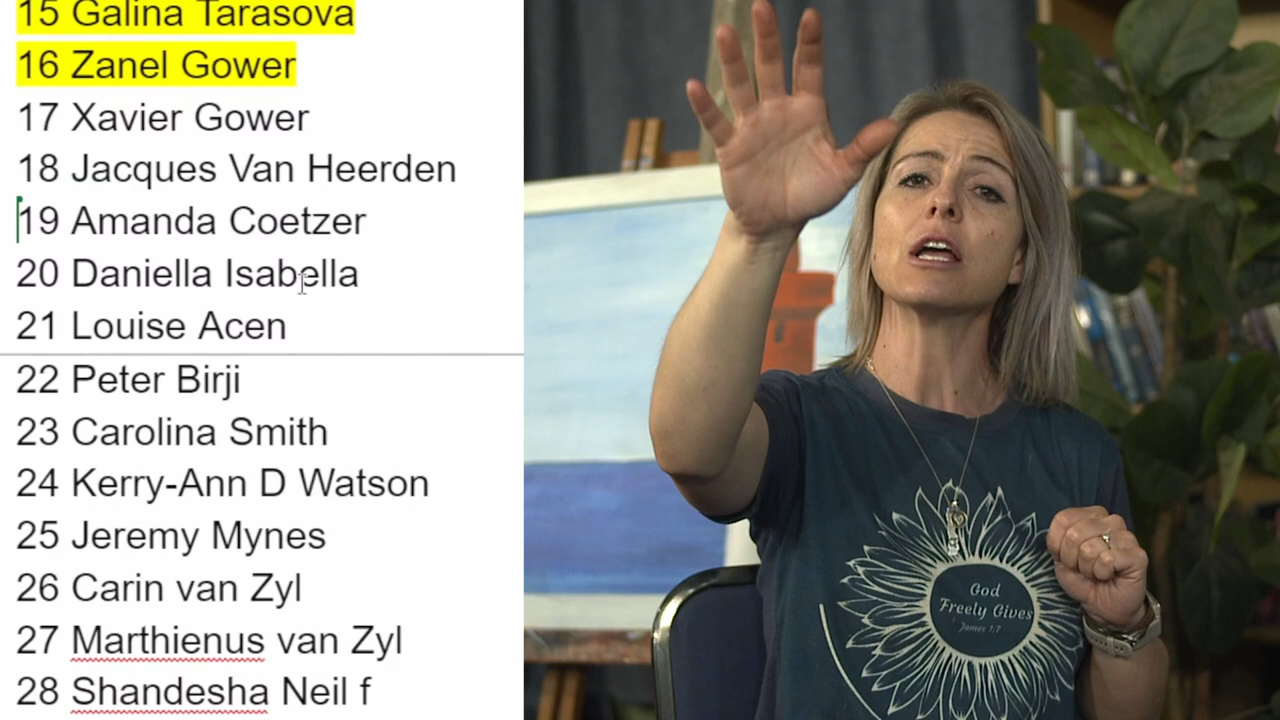 15 Galina Tarasova
16 Zanel Gower
17 Xavier Gower
18 Jacques Van Heerden
19 Amanda Coetzer
20 Daniella Isabella
21 Louise Acen
22 Peter Birji
23 Carolina Smith
24 Kerry-Ann D Watson
25 Jeremy Mynes
26 Carin van Zyl
27 Marthienus van Zyl
28 Shandesha Neil f
God
Freely Gives
James 1:7